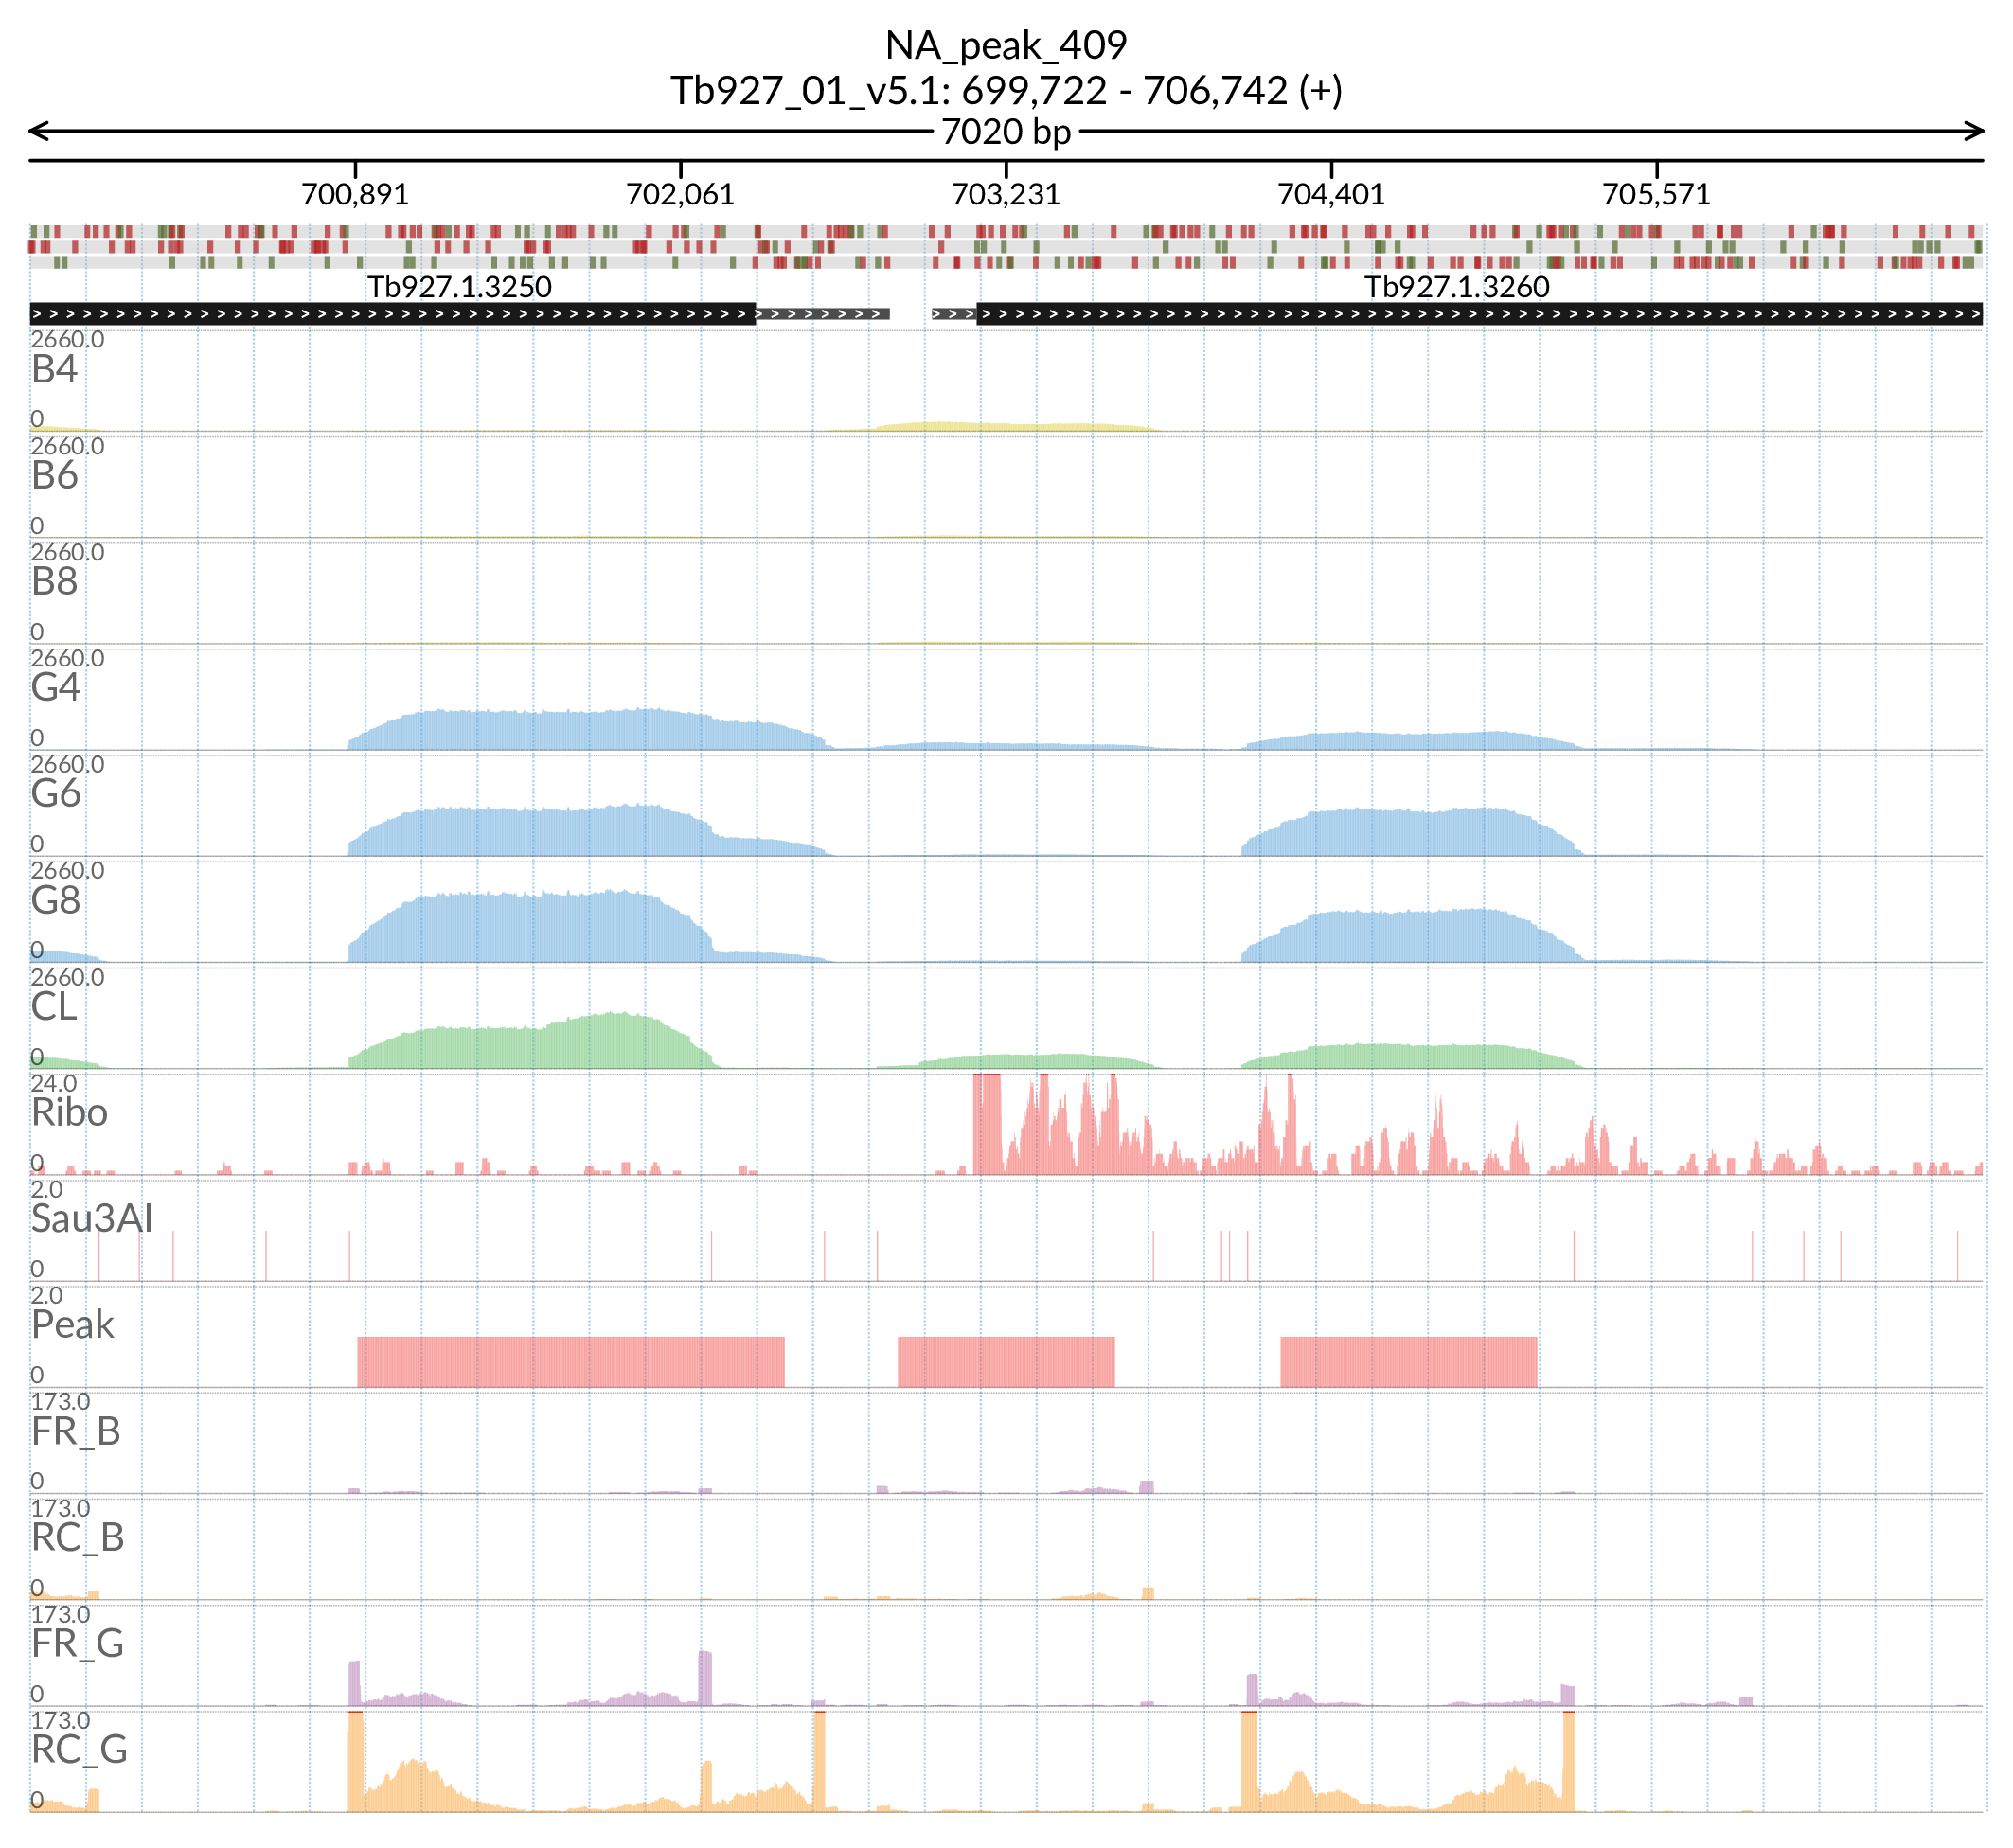 NA_peak_409
Tb927_01_v5.1: 699,722 - 706,742 (+)
7020 bp
700,891 702,061 703,231 704,401 705,571
Tb927.1.3250 Tb927.1.3260
2660.0
B4
0
2660.0
B6
0
2660.0
B8
0
2660.0
G4
0
2660.0
G6
0
2660.0
G8
0
2660.0
CL
0
24.0
Ribo
0
2.0
Sau3AI
0
2.0
Peak
0
173.0
FR_B
0
173.0
RC_B
0
173.0
FR_G
0
173.0
RC_G
0